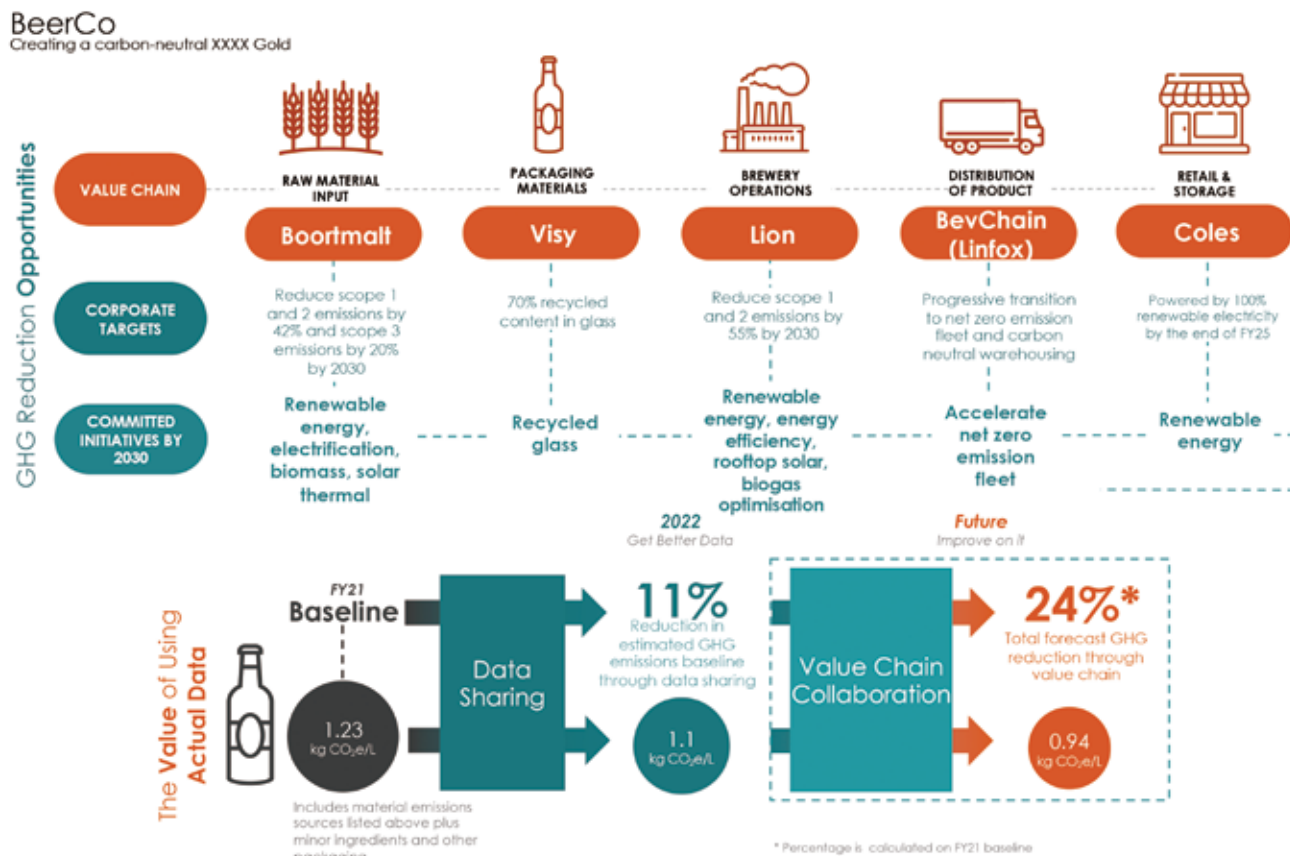 BeerCo
Creating a carbon-neutral XXXX Gold
GHG Reduction Opportunities
VALUE CHAIN
RAW MATERIAL
INPUT
PACKAGING
MATERIALS
BREWERY
OPERATIONS
DISTRIBUTION
OF PRODUCT
RETAIL &
STORAGE
Boortmalt
Visy
Lion
BevChain
(Linfox)
Coles
CORPORATE
TARGETS
Reduce scope 1
and 2 emissions by
42% and scope 3
emissions by 20%
by 2030
70% recycled
content in glass
Reduce scope 1
and 2 emissions by
55% by 2030
Progressive transition
to net zero emission
fleet and carbon
neutral warehousing
Powered by 100%
renewable electricity
by the end of FY25
COMMITTED
INITIATIVES BY
2030
Renewable
energy,
electrification,
biomass, solar
thermal
Recycled
glass
Renewable
energy, energy
efficiency,
rooftop solar,
biogas
optimisation
Accelerate
net zero
emission
fleet
Renewable
energy
The Value of Using
Actual Data
FY21
Baseline
1.23
kg CO₂e/L
Includes material emissions
sources listed above plus
minor ingredients and other
packaging
Data
Sharing
2022
Get Better Data
11%
Reduction in
estimated GHG
emissions baseline
through data sharing
1.1
kg CO₂e/L
Value Chain
Collaboration
Future
Improve on it
24%*
Total forecast GHG
reduction through
value chain
0.94
kg CO₂e/L
* Percentage is calculated on FY21 baseline